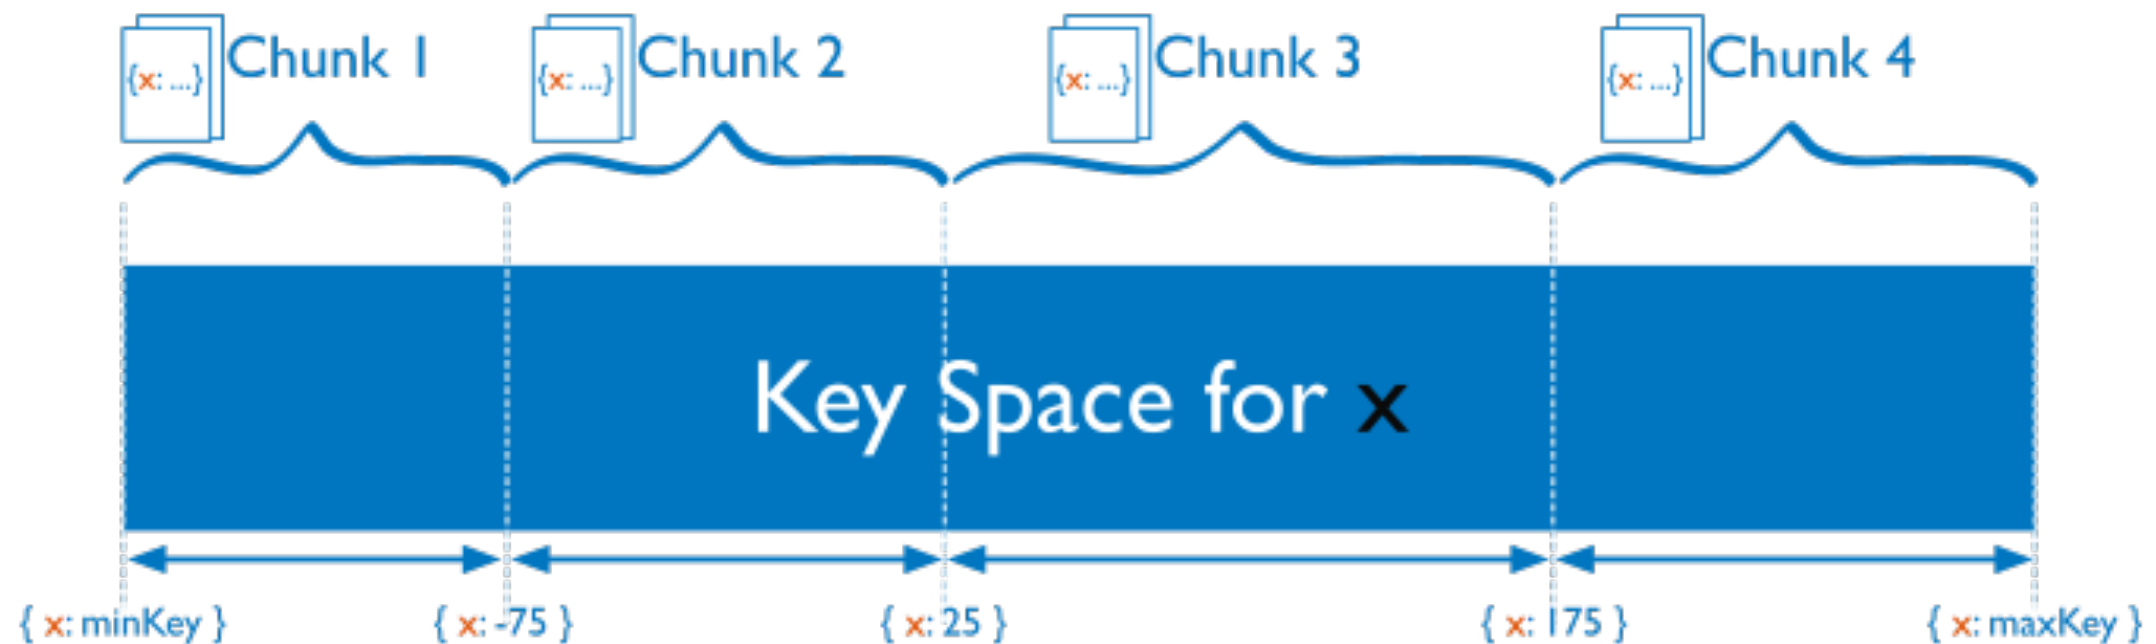 Chunk 1 Chunk 2 Chunk 3 Chunk 4
{x: ...} {x: ...} {x: ...} {x: ...}
Key Space for x
{ x: minKey } { x: -75 } { x: 25 } { x: 175 } { x: maxKey }